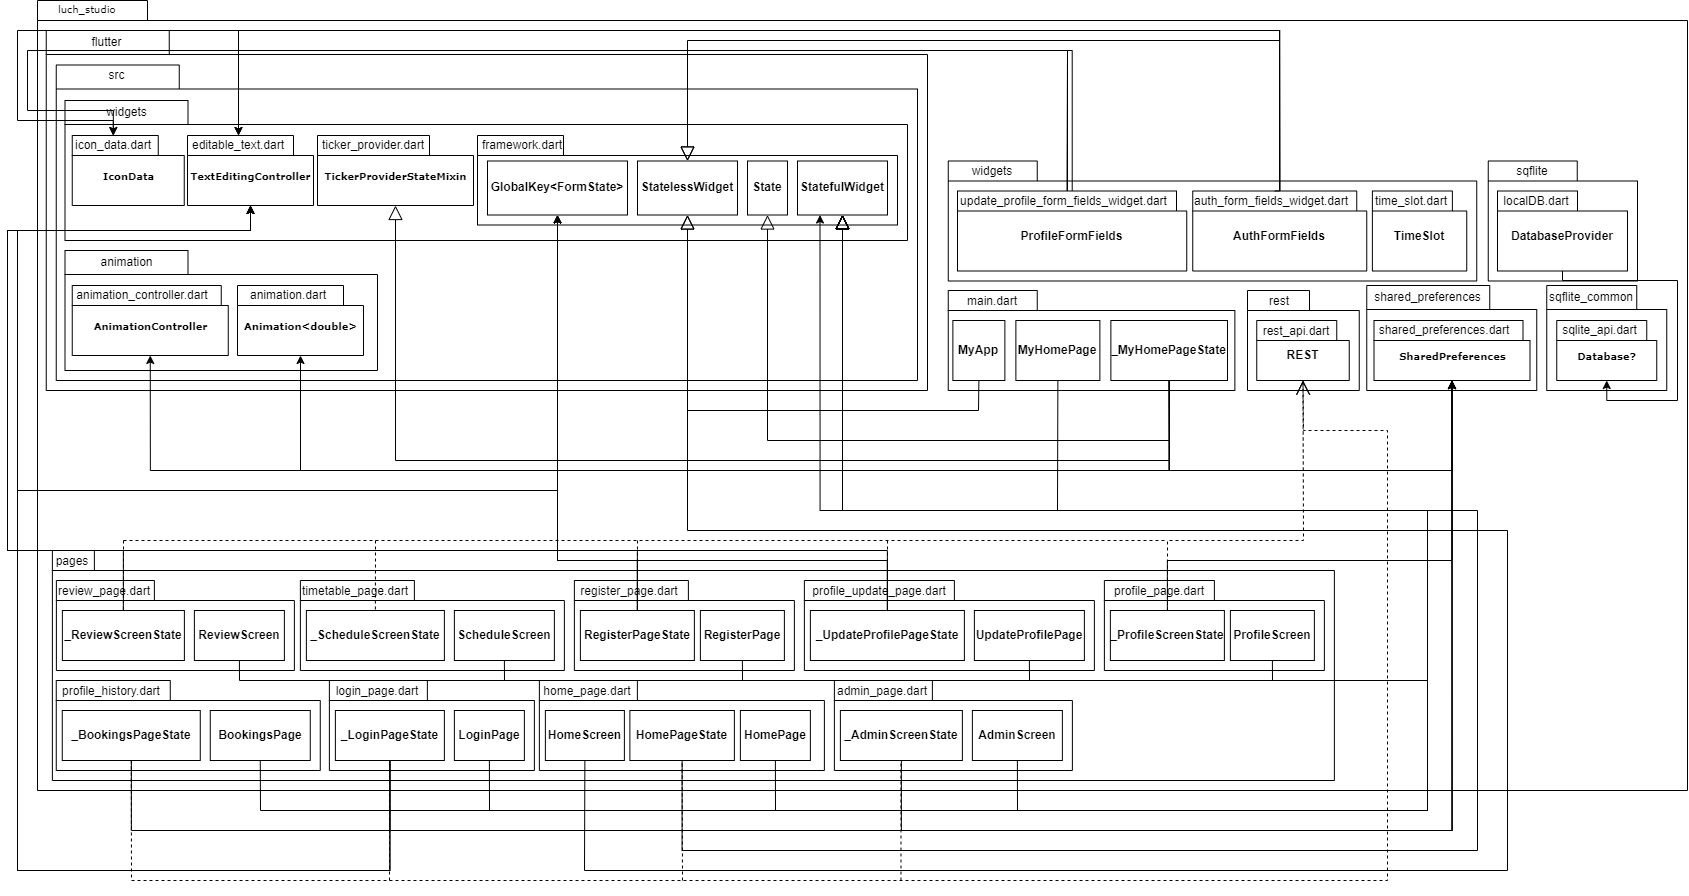 luch_studio
flutter
src
widgets
icon_data.dart
editable_text.dart
ticker_provider.dart
framework.dart
IconData
TextEditingController
TickerProviderStateMixin
GlobalKey<FormState>
StatelessWidget
State
StatefulWidget
widgets
update_profile_form_fields_widget.dart
auth_form_fields_widget.dart
time_slot.dart
ProfileFormFields
AuthFormFields
TimeSlot
sqflite
localDB.dart
DatabaseProvider
animation
animation_controller.dart
animation.dart
AnimationController
Animation<double>
main.dart
MyApp
MyHomePage
_MyHomePageState
rest
rest_api.dart
REST
shared_preferences
shared_preferences.dart
SharedPreferences
sqflite_common
sqlite_api.dart
Database?
pages
review_page.dart
timetable_page.dart
register_page.dart
profile_update_page.dart
profile_page.dart
_ReviewScreenState
ReviewScreen
_ScheduleScreenState
ScheduleScreen
RegisterPageState
RegisterPage
_UpdateProfilePageState
UpdateProfilePage
_ProfileScreenState
ProfileScreen
profile_history.dart
login_page.dart
home_page.dart
admin_page.dart
_BookingsPageState
BookingsPage
_LoginPageState
LoginPage
HomeScreen
HomePageState
HomePage
_AdminScreenState
AdminScreen